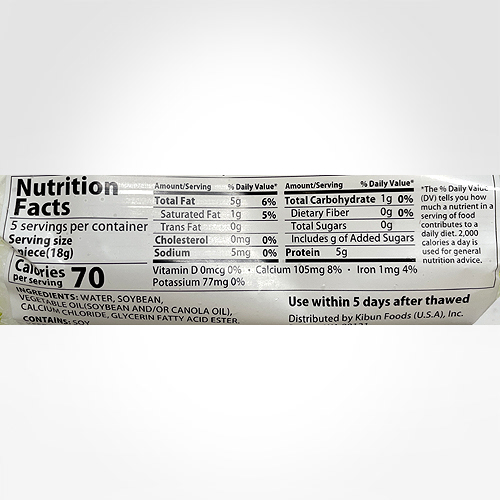 Nutrition
Facts
5 servings per container
Serving size
piece(18g)
Calories 70
per serving
Amount/Serving % Daily Value*
Total Fat 5g 6%
Saturated Fat 1g 5%
Trans Fat 0g
Cholesterol 0mg 0%
Sodium 5mg 0%
Amount/Serving % Daily Value*
Total Carbohydrate 1g 0%
Dietary Fiber 0g 0%
Total Sugars 0g
Includes g of Added Sugars
Protein 5g
Vitamin D 0mcg 0% · Calcium 105mg 8% · Iron 1mg 4%
Potassium 77mg 0%
*The % Daily Value
(DV) tells you how
much a nutrient in a
serving of food
contributes to a
daily diet. 2,000
calories a day is
used for general
nutrition advice.
INGREDIENTS: WATER, SOYBEAN,
VEGETABLE OIL(SOYBEAN AND/OR CANOLA OIL),
CALCIUM CHLORIDE, GLYCERIN FATTY ACID ESTER.
CONTAINS: SOY
Use within 5 days after thawed
Distributed by Kibun Foods (U.S.A), Inc.